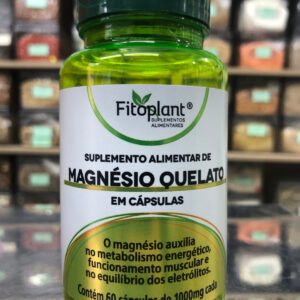 Fitoplant®
SUPLEMENTOS
ALIMENTARES
SUPLEMENTO ALIMENTAR DE
MAGNÉSIO QUELATO
EM CÁPSULAS
O magnésio auxilia
no metabolismo energético,
funcionamento muscular e
no equilíbrio dos eletrólitos.
Contém 60 cápsulas de 1000mg cada